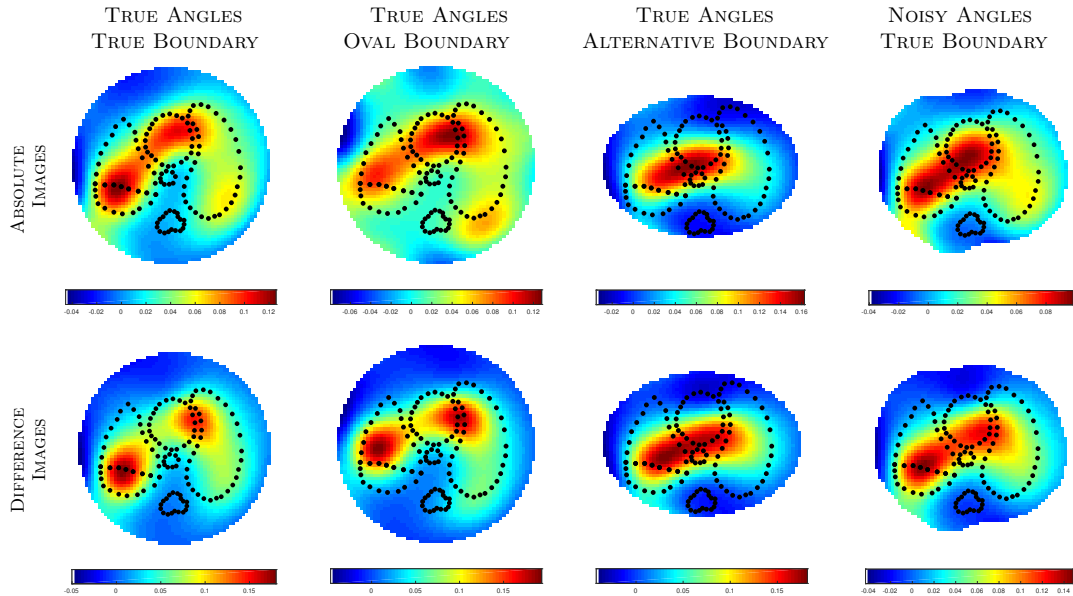 TRUE ANGLES
TRUE BOUNDARY
TRUE ANGLES
OVAL BOUNDARY
TRUE ANGLES
ALTERNATIVE BOUNDARY
NOISY ANGLES
TRUE BOUNDARY
ABSOLUTE
IMAGES
-0.04 -0.02 0 0.02 0.04 0.06 0.08 0.1 0.12
-0.06 -0.04 -0.02 0 0.02 0.04 0.06 0.08 0.1 0.12
-0.02 0 0.02 0.04 0.06 0.08 0.1 0.12 0.14 0.16
-0.04 -0.02 0 0.02 0.04 0.06 0.08
DIFFERENCE
IMAGES
-0.05 0 0.05 0.1 0.15
0 0.05 0.1 0.15
0 0.05 0.1 0.15
-0.04 -0.02 0 0.02 0.04 0.06 0.08 0.1 0.12 0.14